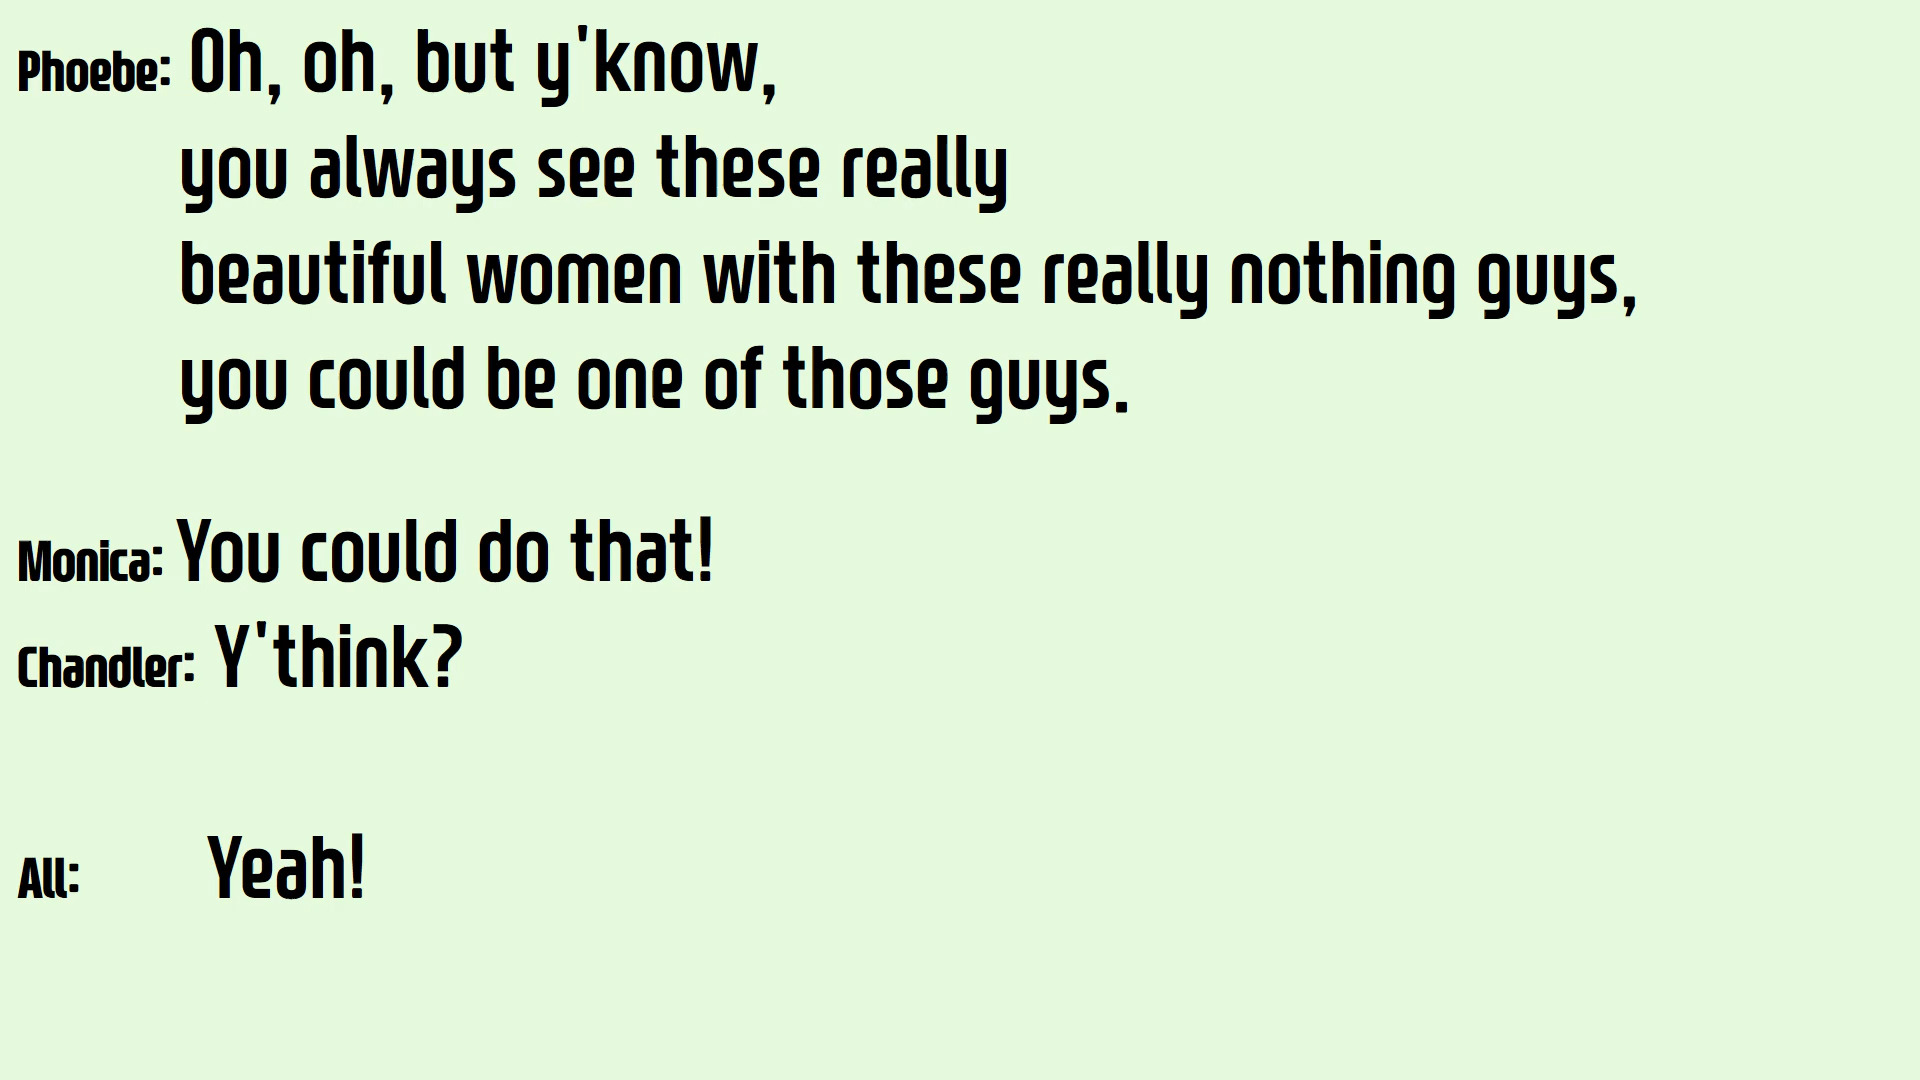 Phoebe: Oh, oh, but y'know,
you always see these really
beautiful women with these really nothing guys,
you could be one of those guys.
Monica: You could do that!
Chandler: Y'think?
All: Yeah!